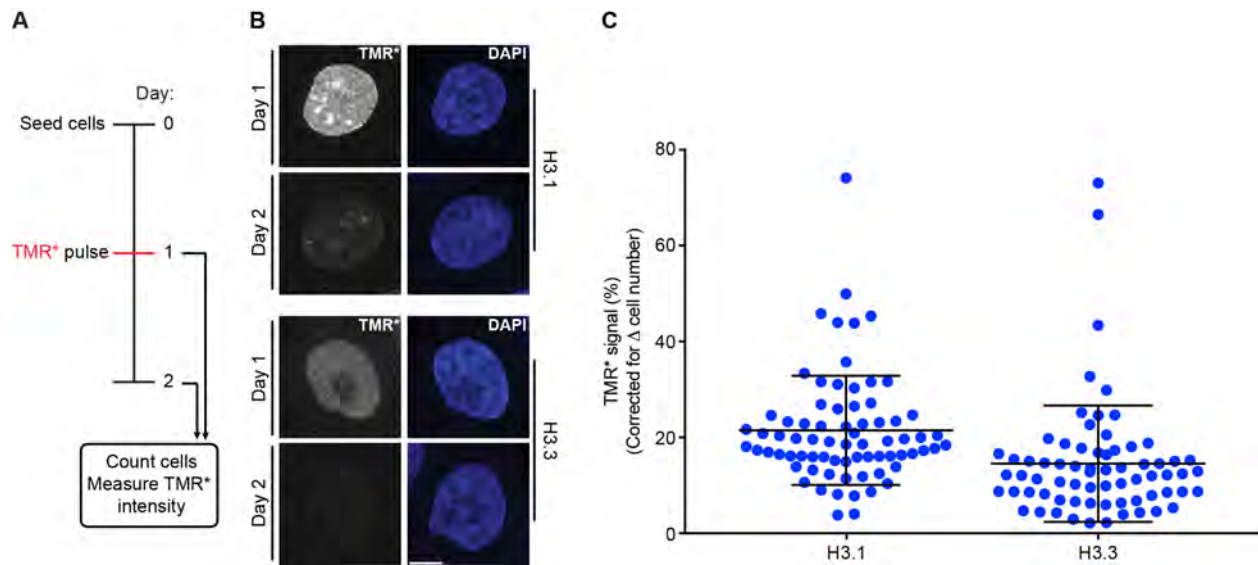 A
Day:
Seed cells
0
TMR* pulse
1
2
Count cells
Measure TMR*
intensity
B
TMR*
DAPI
Day 1
Day 2
H3.1
TMR*
DAPI
Day 1
Day 2
H3.3
C
TMR* signal (%)
(Corrected for Δ cell number)
80
60
40
20
0
H3.1
H3.3